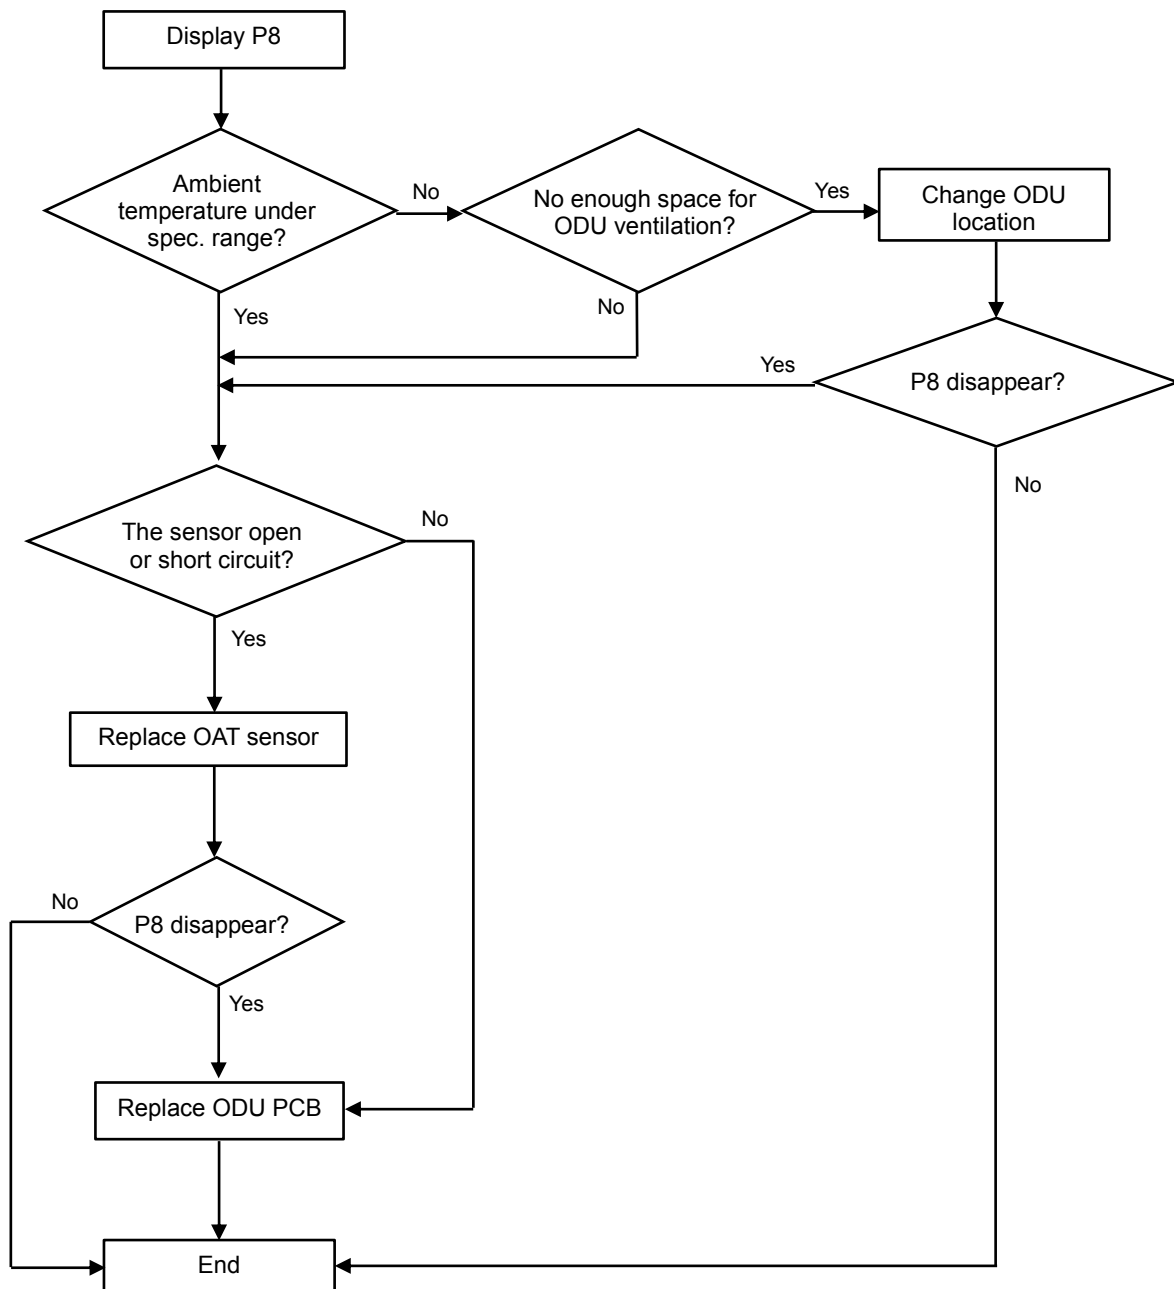 Display P8
Ambient
temperature under
spec. range?
No
No enough space for
ODU ventilation?
Yes
Change ODU
location
Yes
No
Yes
P8 disappear?
No
The sensor open
or short circuit?
No
Yes
Replace OAT sensor
No
P8 disappear?
Yes
Replace ODU PCB
End